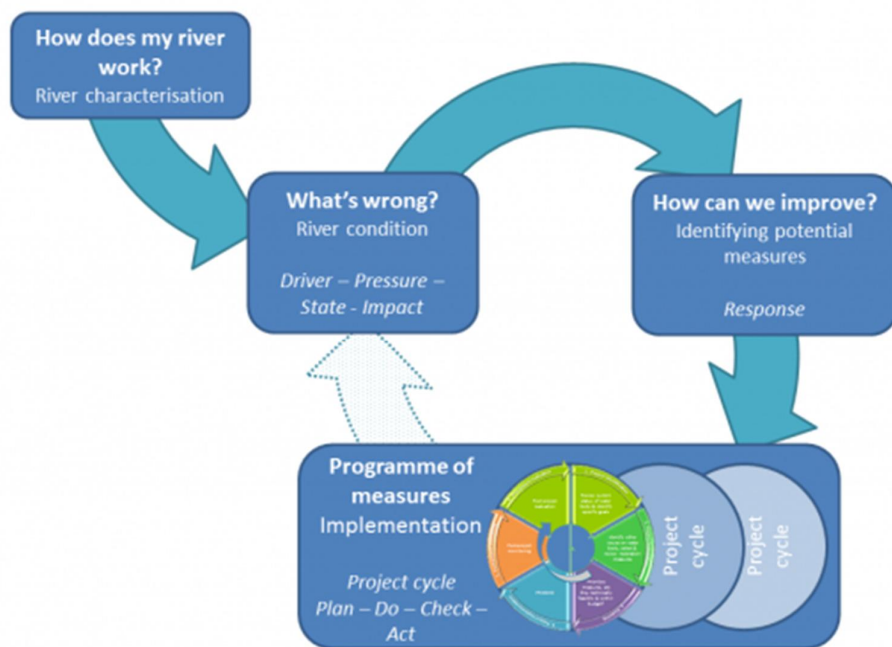 How does my river
work?
River characterisation
What's wrong?
River condition
Driver – Pressure –
State - Impact
How can we improve?
Identifying potential
measures
Response
Programme of
measures
Implementation
Project cycle
Plan – Do – Check –
Act
Project
cycle
Project
cycle